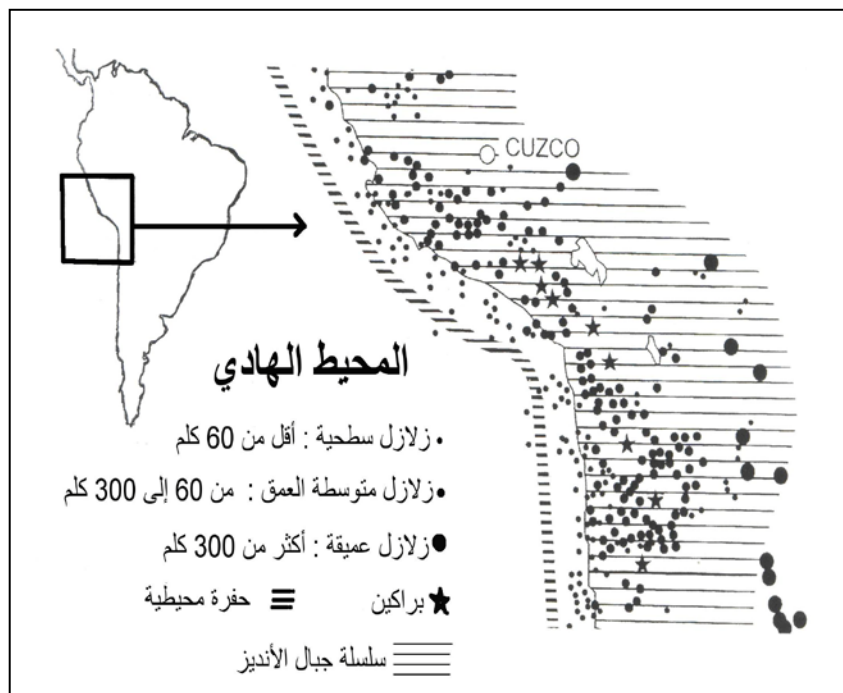 CUZCO
المحيط الهادي
زلازل سطحية : أقل من 60 كلم
زلازل متوسطة العمق : من 60 إلى 300 كلم
زلازل عميقة : أكثر من 300 كلم
براكين حفرة محيطية
سلسلة جبال الأنديز